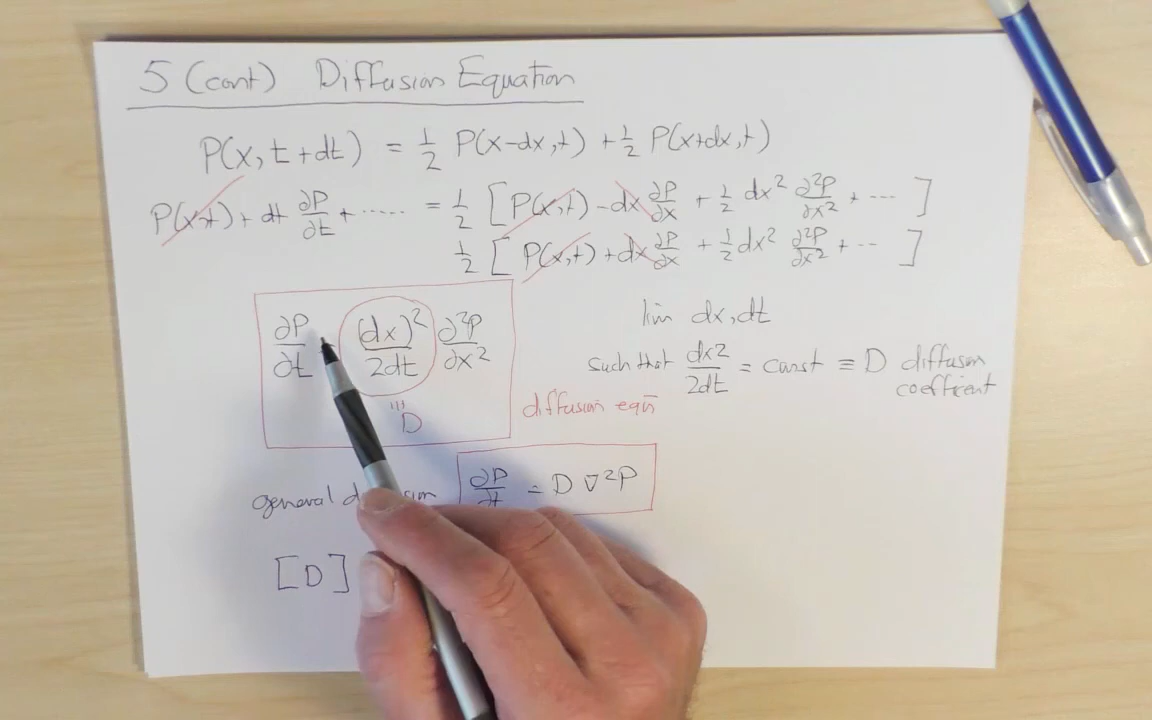 5 (cont) Diffusion Equation
P(x, t + dt) = 1/2 P(x-dx, t) + 1/2 P(x+dx, t)
P(x,t) + dt ∂P/∂t + ..... = 1/2 [ P(x,t) - dx ∂P/∂x + 1/2 dx² ∂²P/∂x² + ... ]
1/2 [ P(x,t) + dx ∂P/∂x + 1/2 dx² ∂²P/∂x² + ... ]
∂P/∂t (dx)²/2dt ∂²P/∂x²
≡ D
diffusion eqn
lim dx, dt
such that dx²/2dt = const ≡ D diffusion
coefficient
general ∂P/∂t = D ∇²P
[D]